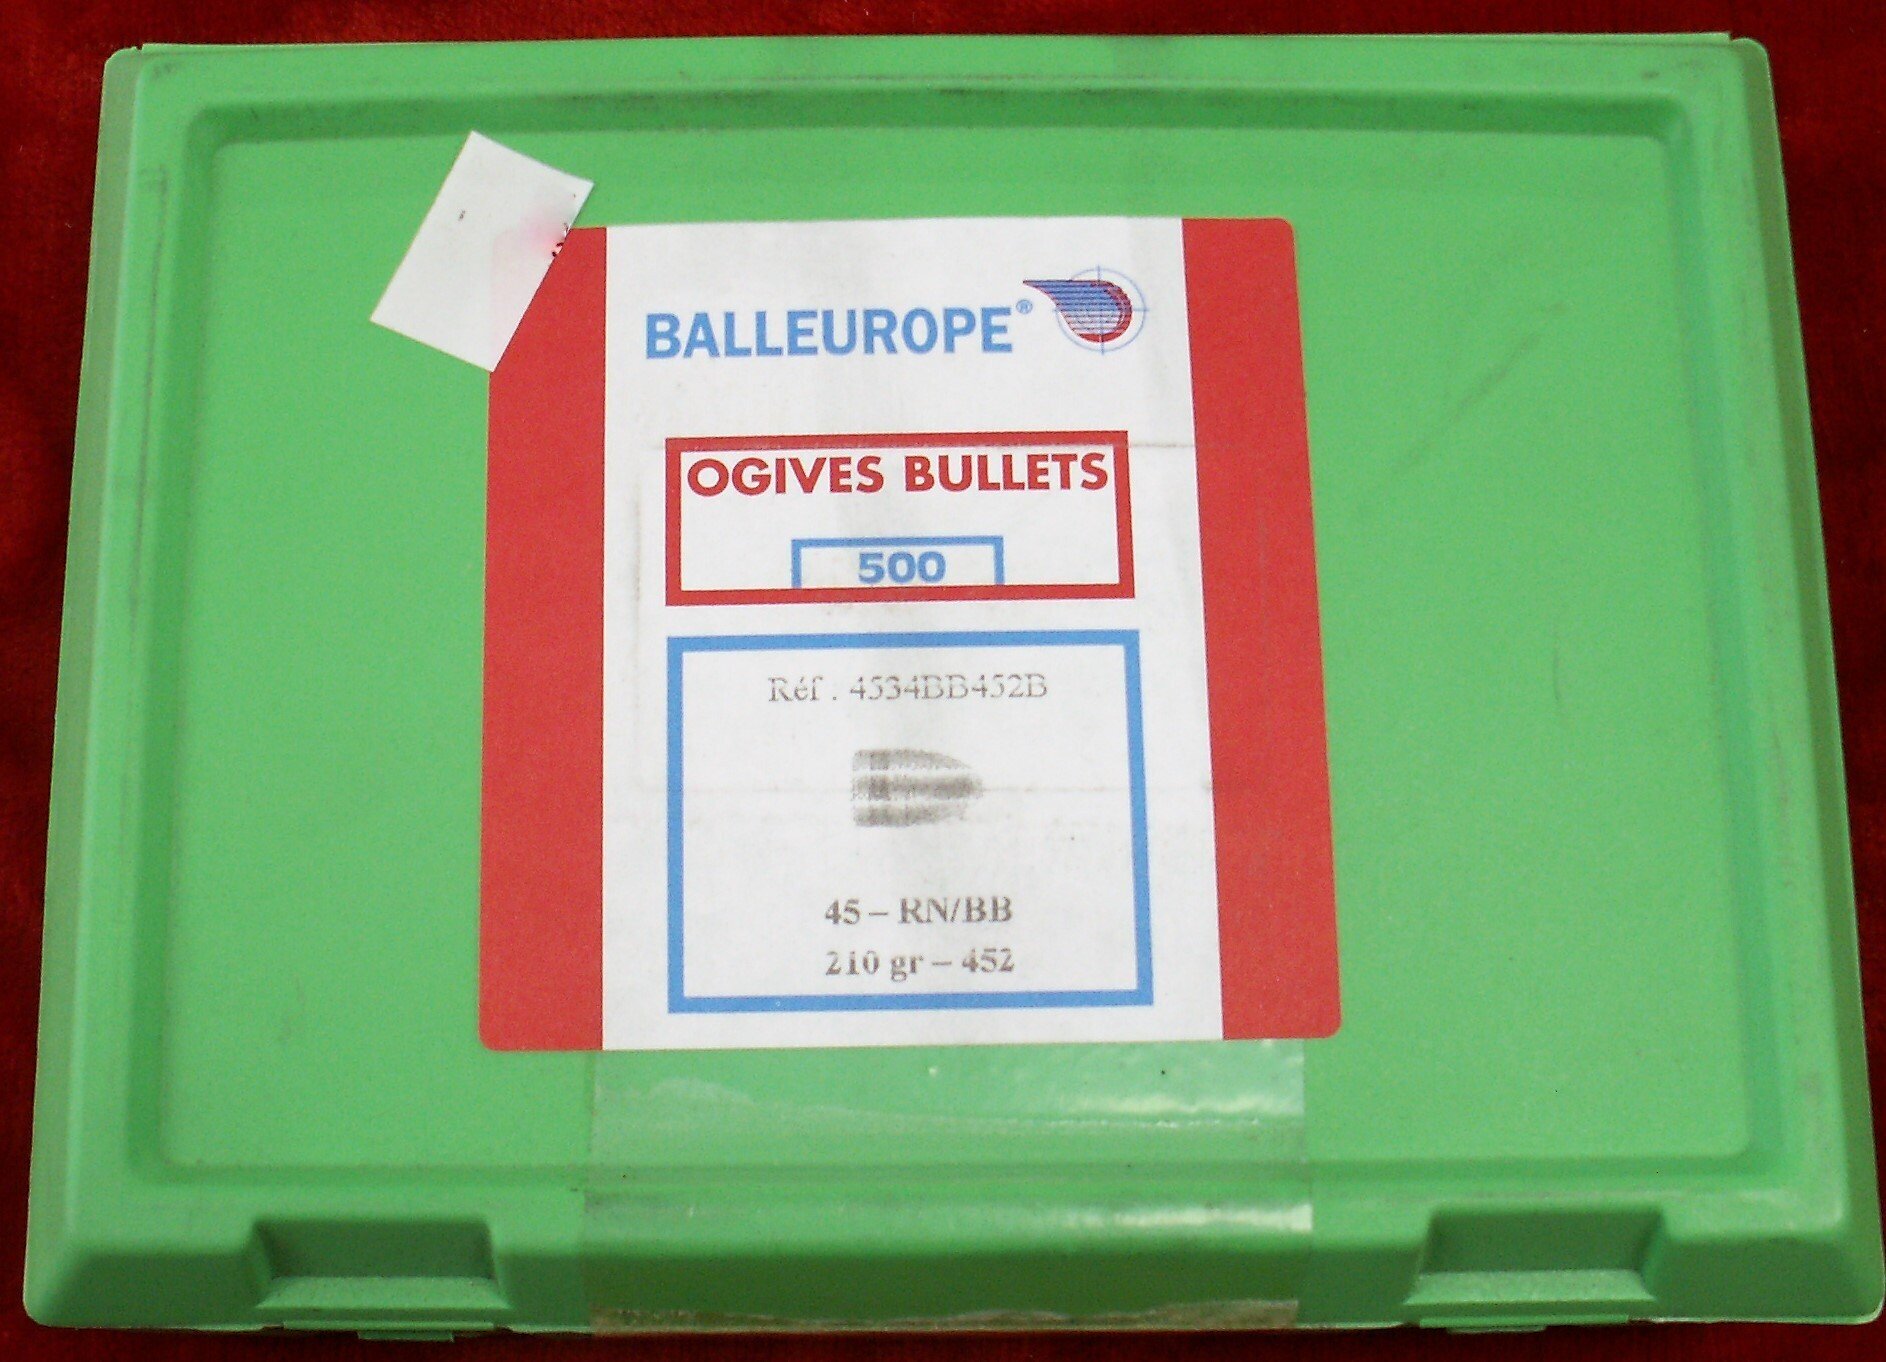 BALLEUROPE®
OGIVES BULLETS
500
Réf . 4534BB452B
45 – RN/BB
210 gr – 452